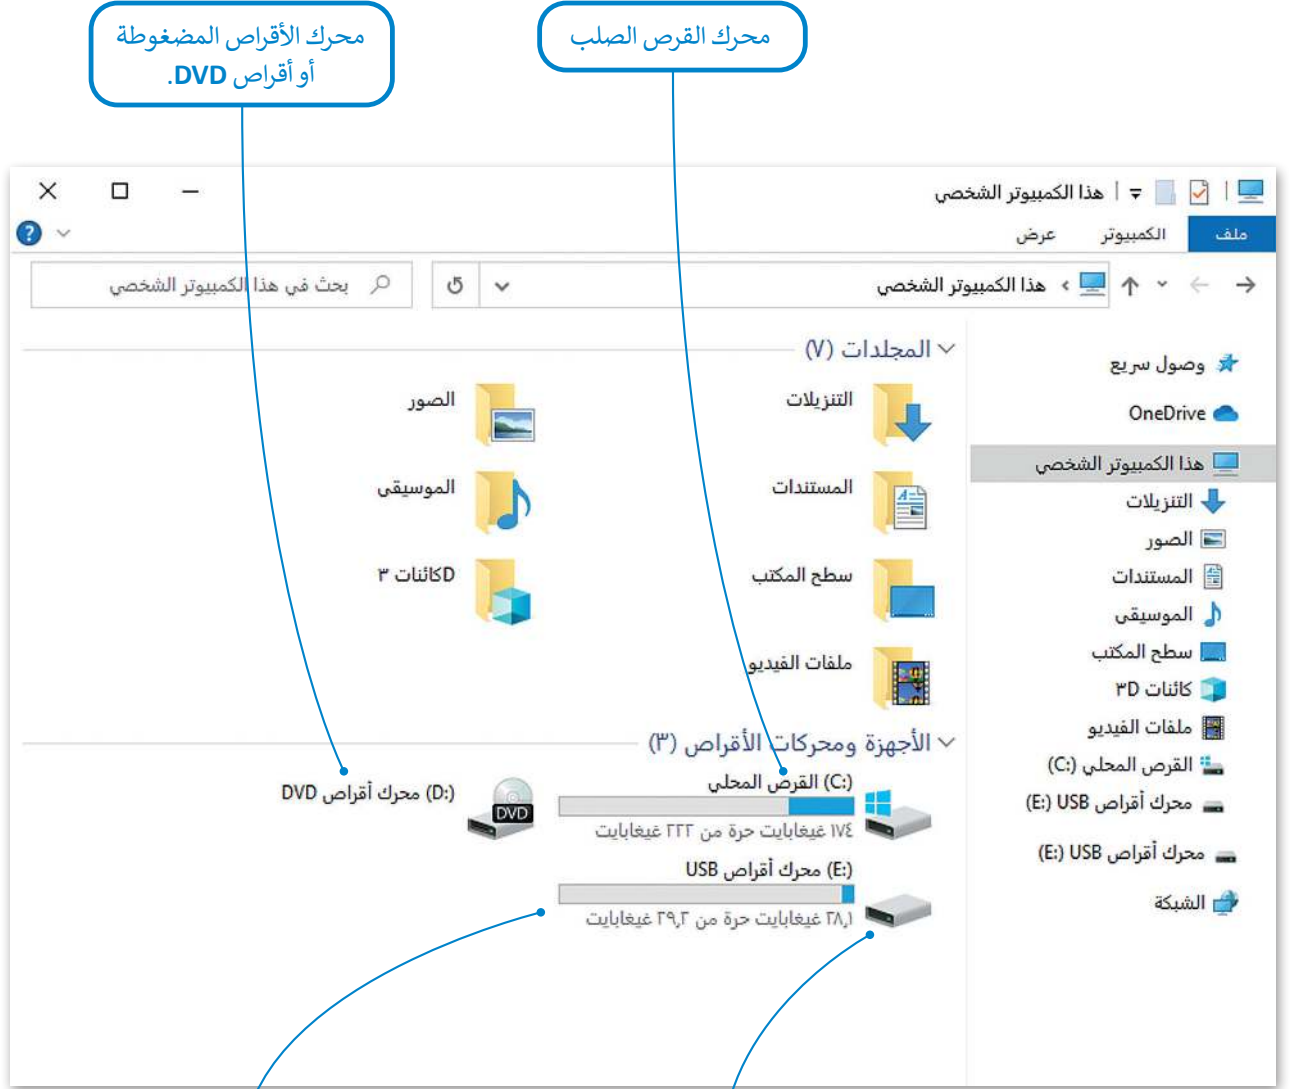 محرك القرص الصلب
محرك الأقراص المضغوطة
أو أقراص DVD.
هذا الكمبيوتر الشخصي
ملف
الكمبيوتر
عرض
هذا الكمبيوتر الشخصي
بحث في هذا الكمبيوتر الشخصي
وصول سريع
OneDrive
هذا الكمبيوتر الشخصي
التنزيلات
الصور
المستندات
الموسيقى
سطح المكتب
كائنات ٣D
ملفات الفيديو
القرص المحلي (C:)
محرك أقراص USB (E:)
محرك أقراص USB (E:)
الشبكة
المجلدات (٧)
التنزيلات
الصور
المستندات
الموسيقى
سطح المكتب
Dكائنات ٣
ملفات الفيديو
الأجهزة ومحركات الأقراص (٣)
(C:) القرص المحلي
١٧٤ غيغابايت حرة من ٢٢٢ غيغابايت
(D:) محرك أقراص DVD
DVD
(E:) محرك أقراص USB
٢٨,١ غيغابايت حرة من ٢٩,٢ غيغابايت